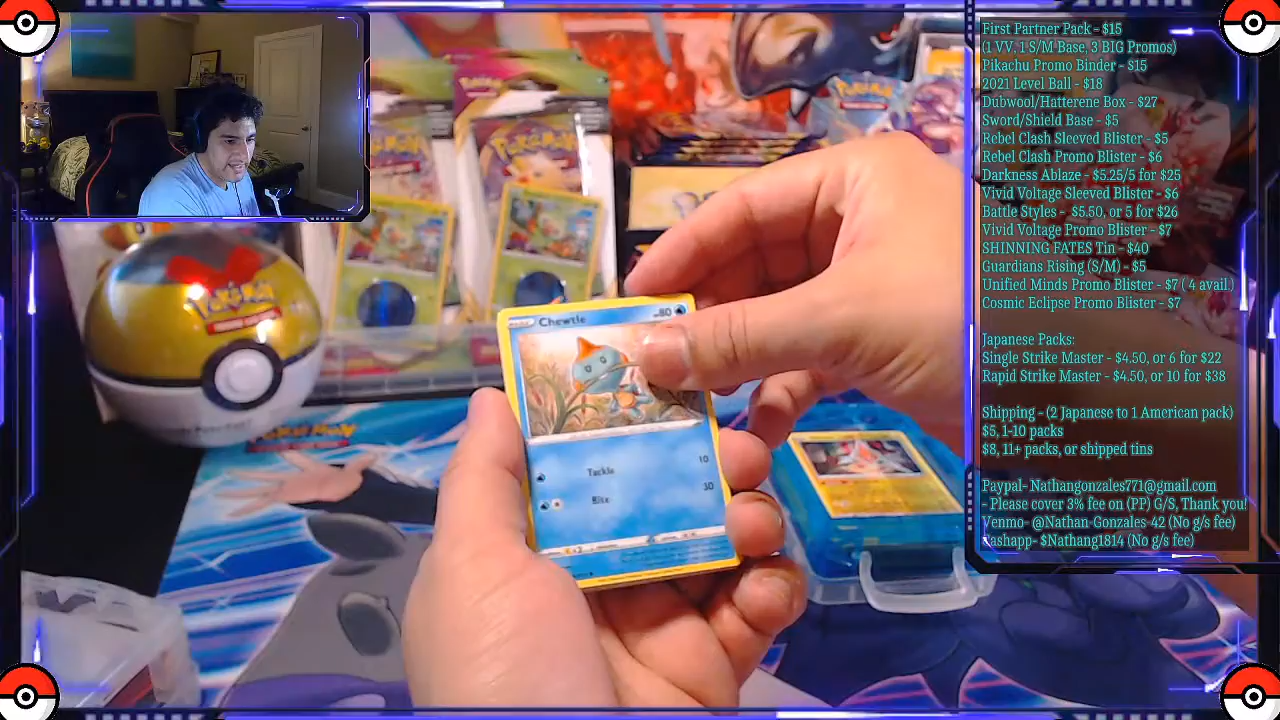 First Partner Pack - $15
(1 VV, 1 S/M Base, 3 BIG Promos)
Pikachu Promo Binder - $15
2021 Level Ball - $18
Dubwool/Hatterene Box - $27
Sword/Shield Base - $5
Rebel Clash Sleeved Blister - $5
Rebel Clash Promo Blister - $6
Darkness Ablaze - $5.25/5 for $25
Vivid Voltage Sleeved Blister - $6
Battle Styles - $5.50, or 5 for $26
Vivid Voltage Promo Blister - $7
SHINNING FATES Tin - $40
Guardians Rising (S/M) - $5
Unified Minds Promo Blister - $7 ( 4 avail.)
Cosmic Eclipse Promo Blister - $7
Japanese Packs:
Single Strike Master - $4.50, or 6 for $22
Rapid Strike Master - $4.50, or 10 for $38
Shipping - (2 Japanese to 1 American pack)
$5, 1-10 packs
$8, 11+ packs, or shipped tins
Paypal- Nathangonzales771@gmail.com
- Please cover 3% fee on (PP) G/S, Thank you!
Venmo- @Nathan-Gonzales-42 (No g/s fee)
Cashapp- $Nathang1814 (No g/s fee)
Pokémon
Pokémon
Pokémon
Pokémon
POKÉMON
Chewtle
80
Tackle 10
Bite 30